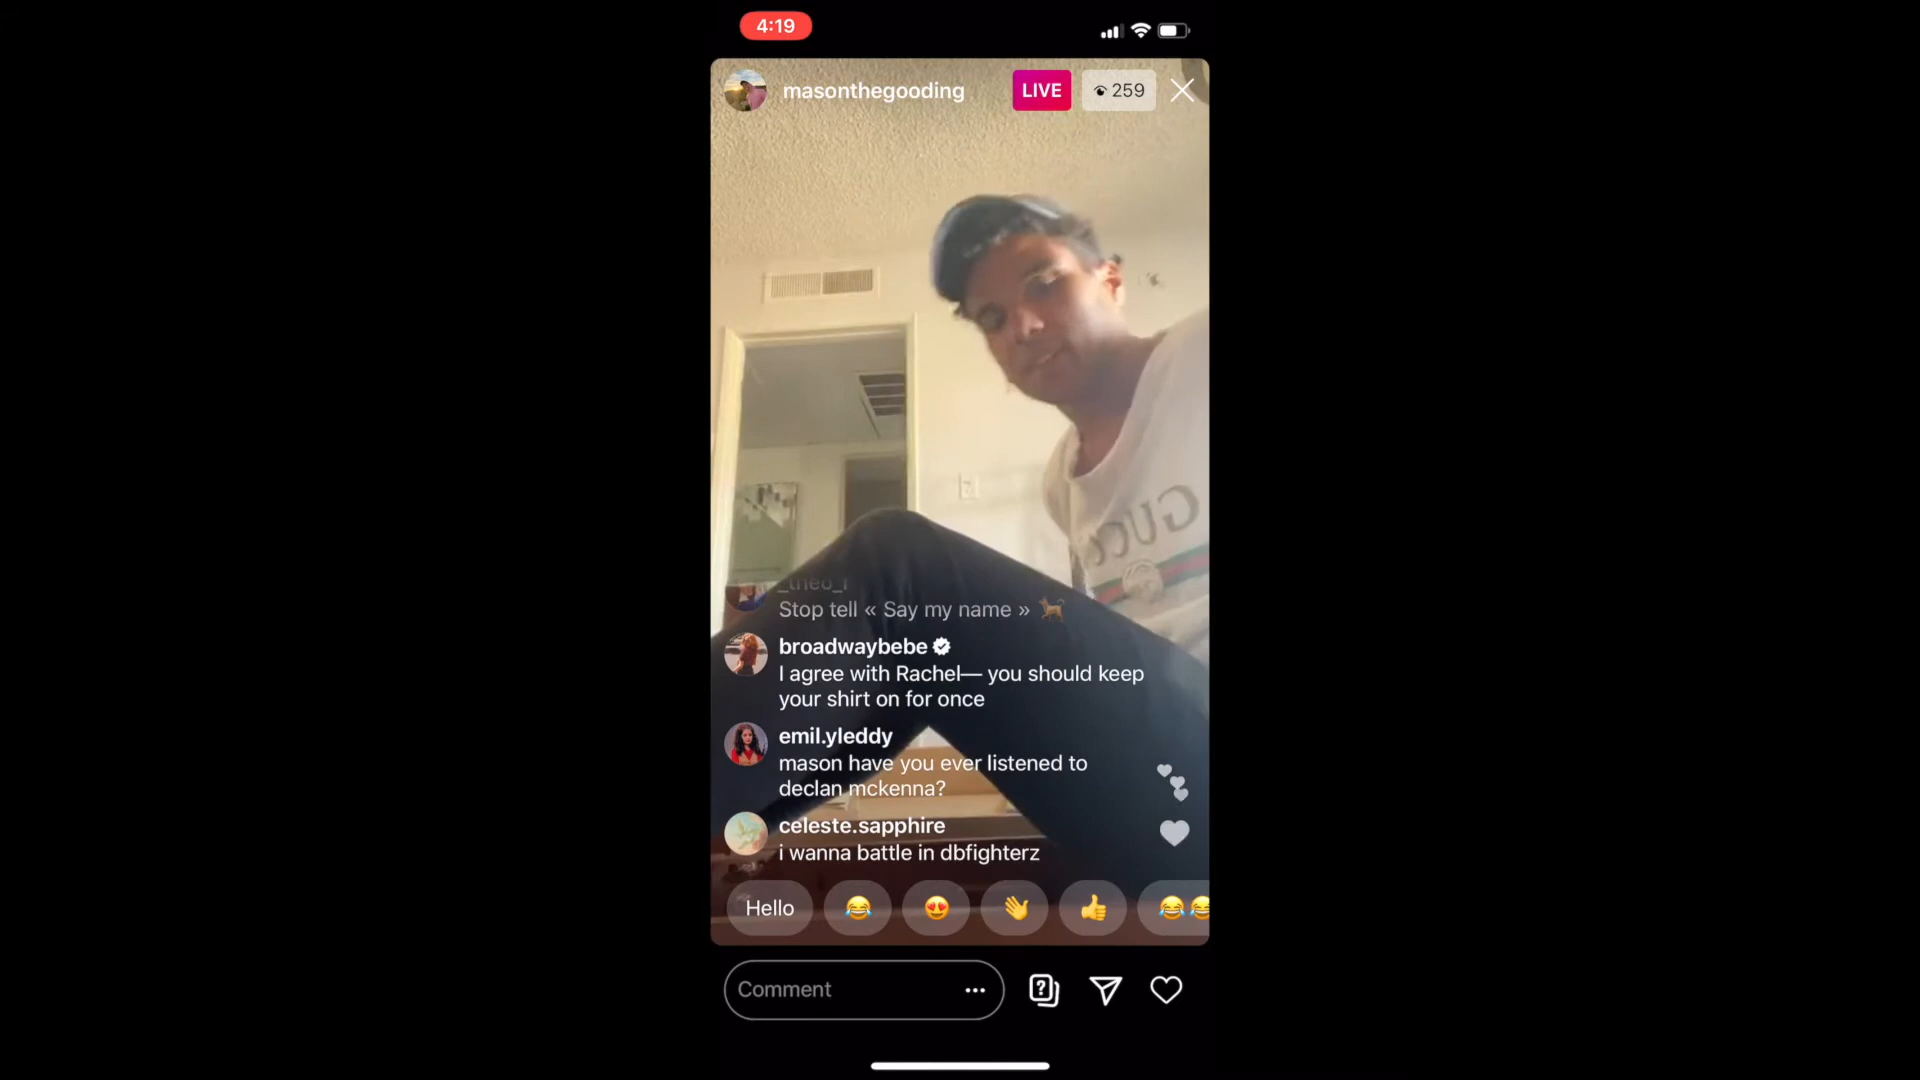 4:19
masonthegooding
LIVE
259
GUCCI
_theo_r
Stop tell « Say my name » 🐕
broadwaybebe
I agree with Rachel— you should keep
your shirt on for once
emil.yleddy
mason have you ever listened to
declan mckenna?
celeste.sapphire
i wanna battle in dbfighterz
Hello 😂 😍 👋 👍 😂😂
Comment